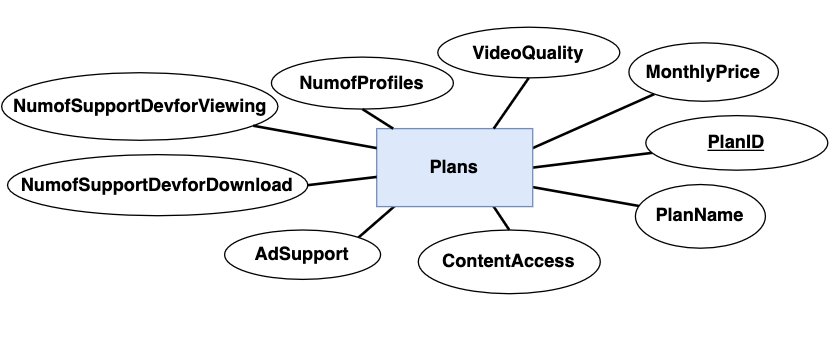 VideoQuality
NumofProfiles
MonthlyPrice
NumofSupportDevforViewing
PlanID
Plans
NumofSupportDevforDownload
PlanName
AdSupport
ContentAccess